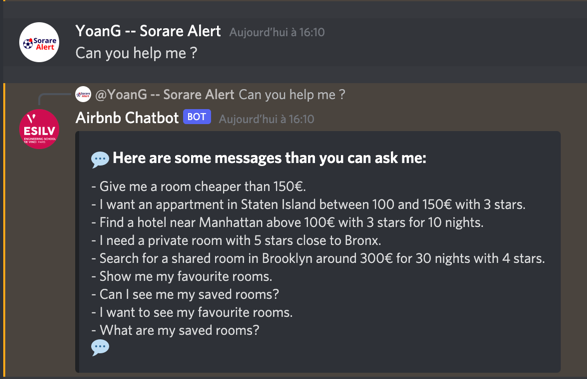 YoanG -- Sorare Alert Aujourd'hui à 16:10
Sorare
Alert
Can you help me ?
@YoanG -- Sorare Alert Can you help me ?
Airbnb Chatbot BOT Aujourd'hui à 16:10
ESILV
Here are some messages than you can ask me:
- Give me a room cheaper than 150€.
- I want an appartment in Staten Island between 100 and 150€ with 3 stars.
- Find a hotel near Manhattan above 100€ with 3 stars for 10 nights.
- I need a private room with 5 stars close to Bronx.
- Search for a shared room in Brooklyn around 300€ for 30 nights with 4 stars.
- Show me my favourite rooms.
- Can I see me my saved rooms?
- I want to see my favourite rooms.
- What are my saved rooms?